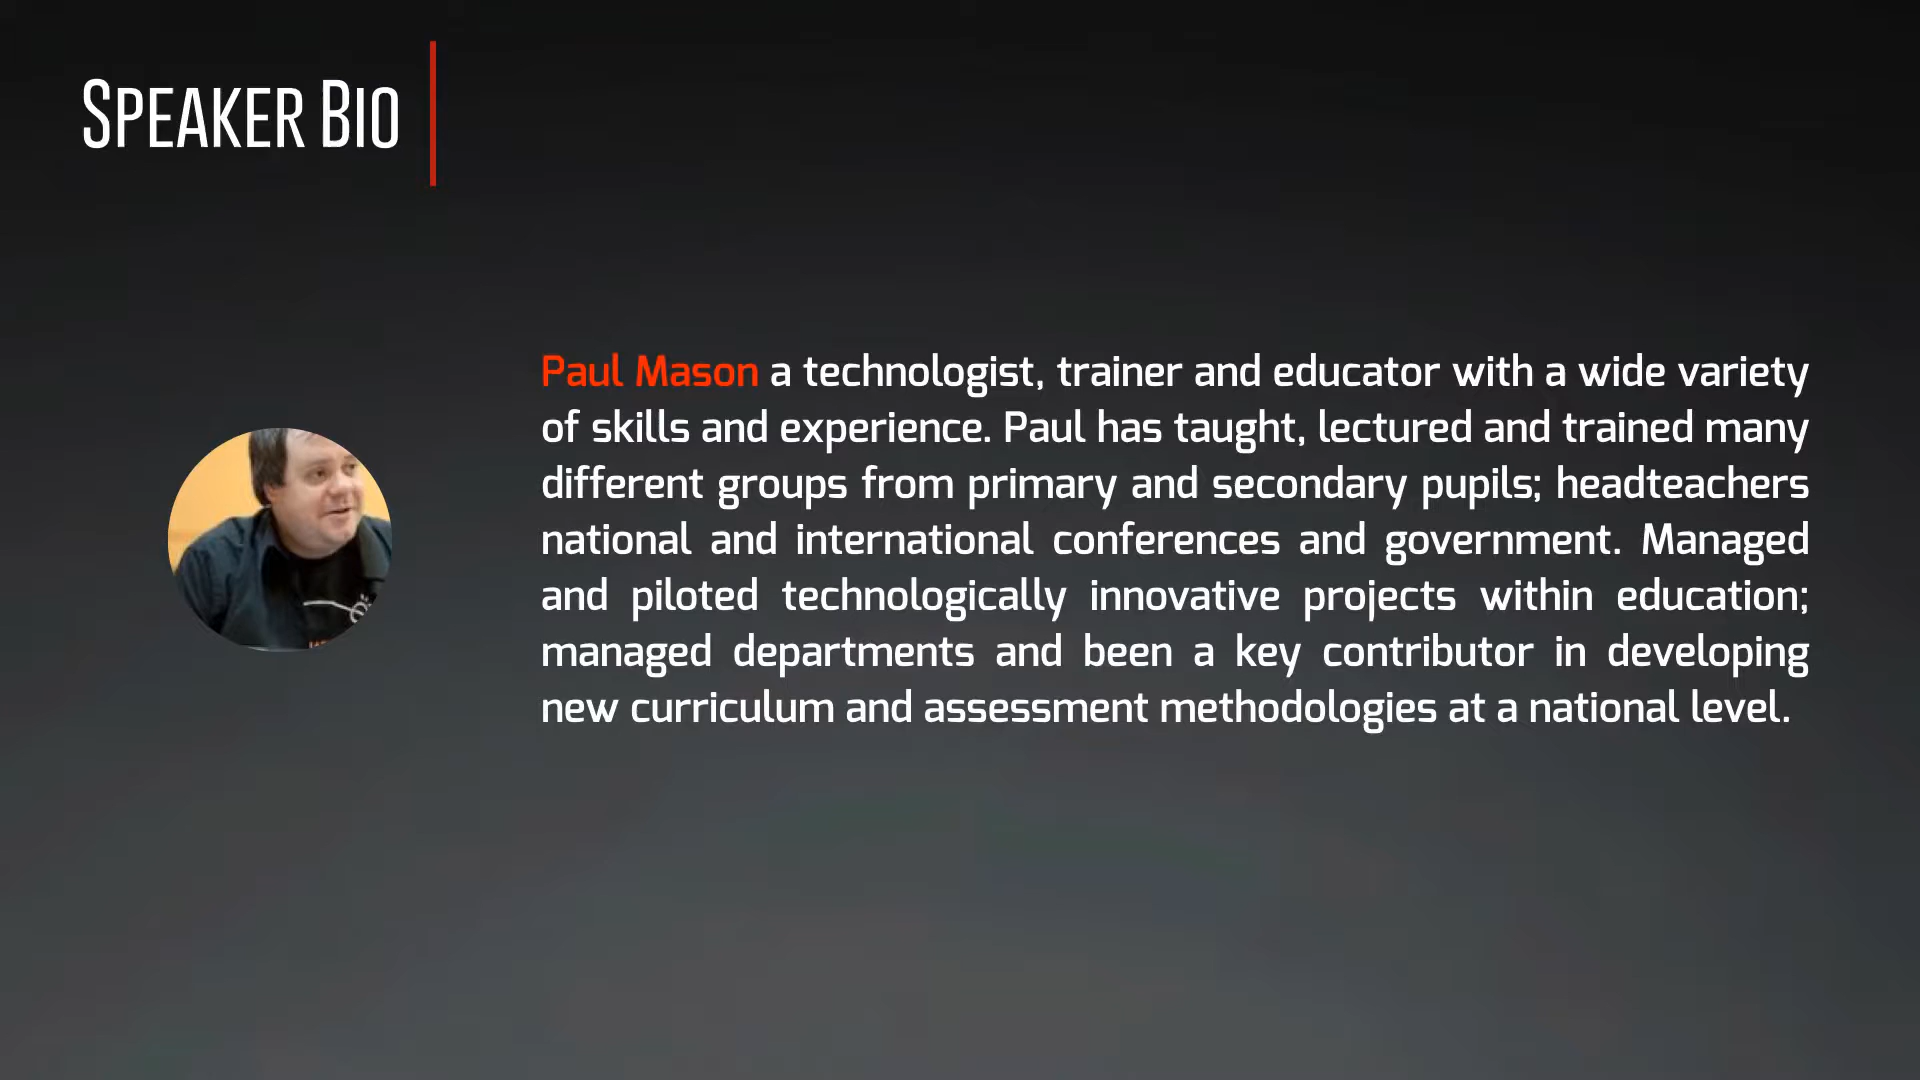 SPEAKER BIO
Paul Mason a technologist, trainer and educator with a wide variety
of skills and experience. Paul has taught, lectured and trained many
different groups from primary and secondary pupils; headteachers
national and international conferences and government. Managed
and piloted technologically innovative projects within education;
managed departments and been a key contributor in developing
new curriculum and assessment methodologies at a national level.